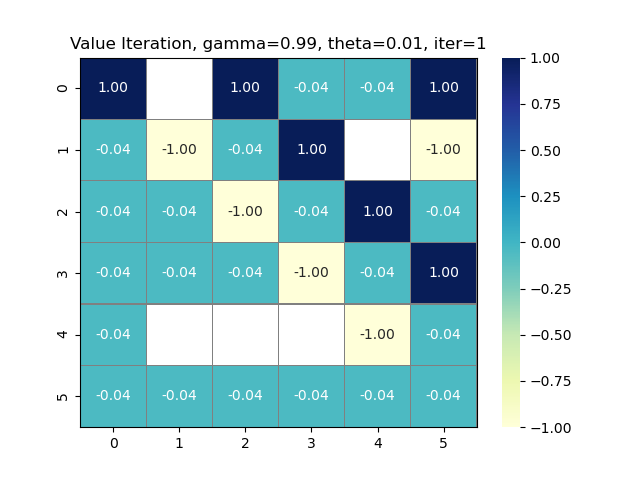 Value Iteration, gamma=0.99, theta=0.01, iter=1
0 1.00 1.00 -0.04 -0.04 1.00
1 -0.04 -1.00 -0.04 1.00 -1.00
2 -0.04 -0.04 -1.00 -0.04 1.00 -0.04
3 -0.04 -0.04 -0.04 -1.00 -0.04 1.00
4 -0.04 -1.00 -0.04
5 -0.04 -0.04 -0.04 -0.04 -0.04 -0.04
0 1 2 3 4 5
1.00
0.75
0.50
0.25
0.00
−0.25
−0.50
−0.75
−1.00